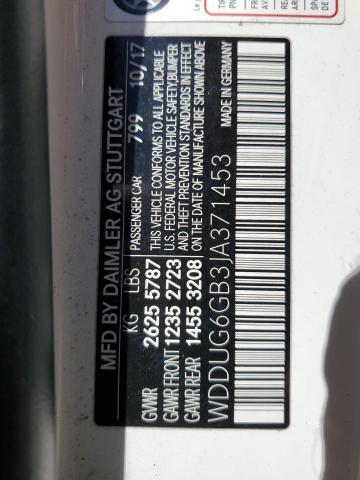 MFD BY DAIMLER AG STUTTGART
PASSENGER CAR 799 10/17
KG LBS
GVWR 2625 5787
GAWR FRONT 1235 2723
GAWR REAR 1455 3208
THIS VEHICLE CONFORMS TO ALL APPLICABLE
U.S. FEDERAL MOTOR VEHICLE SAFETY, BUMPER
AND THEFT PREVENTION STANDARDS IN EFFECT
ON THE DATE OF MANUFACTURE SHOWN ABOVE
WDDUG6GB3JA371453
MADE IN GERMANY